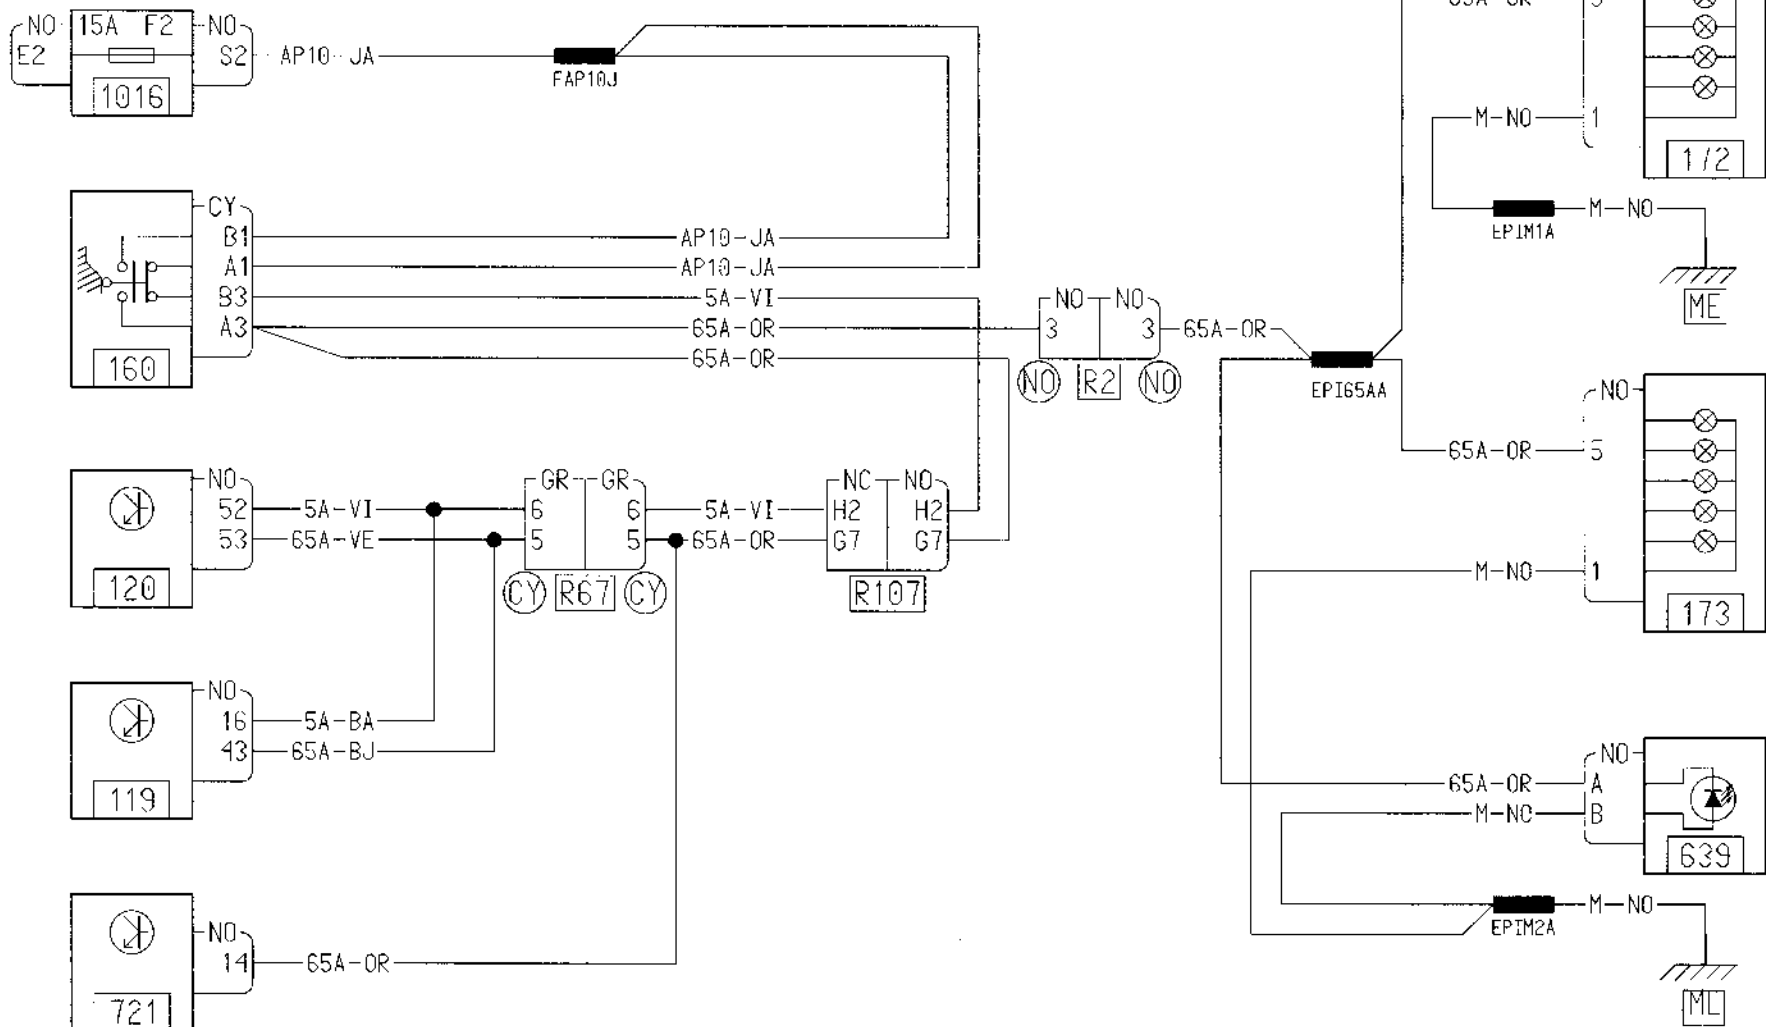 NO 15A F2 NO
E2 S2 AP10-JA
FAP10J
1016
M-NO 1
1/2
EPIM1A M-NO
ME
CY
B1 AP10-JA
A1 AP10-JA
B3 5A-VI
A3 65A-OR
65A-OR
160
NO NO
3 3 65A-OR
NO R2 NO
EPI65AA
NO
65A-OR 5
M-NO 1
173
NO
52 5A-VI
53 65A-VE
120
GR GR
6 6 5A-VI
5 5 65A-OR
CY R67 CY
NC NO
H2 H2
G7 G7
R107
NO
16 5A-BA
43 65A-BJ
119
NO
65A-OR A
M-NC B
639
EPIM2A M-NO
ML
NO
14 65A-OR
721